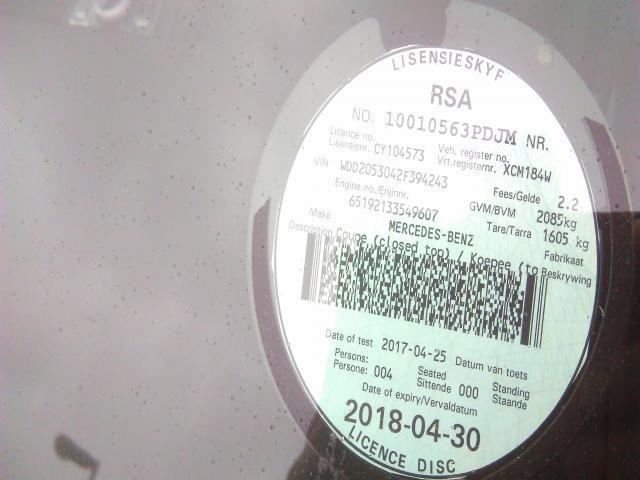 LISENSIESKYF
RSA
NO. 10010563PDJM NR.
Licence no. Veh. register no.
Lisensienr. CY104573 Vrt.registernr. XCM184W
VIN WDD2053042F394243 Fees/Gelde 2.2
Engine no./Enjinnr. GVM/BVM 2085kg
65192133549607 Tare/Tarra 1605 kg
Make MERCEDES-BENZ Fabrikaat
Description Coupe (closed top) / Koepee (to Beskrywing
Date of test 2017-04-25 Datum van toets
Persons: Seated Standing
Persone: 004 Sittende 000 Staande
Date of expiry/Vervaldatum
2018-04-30
LICENCE DISC